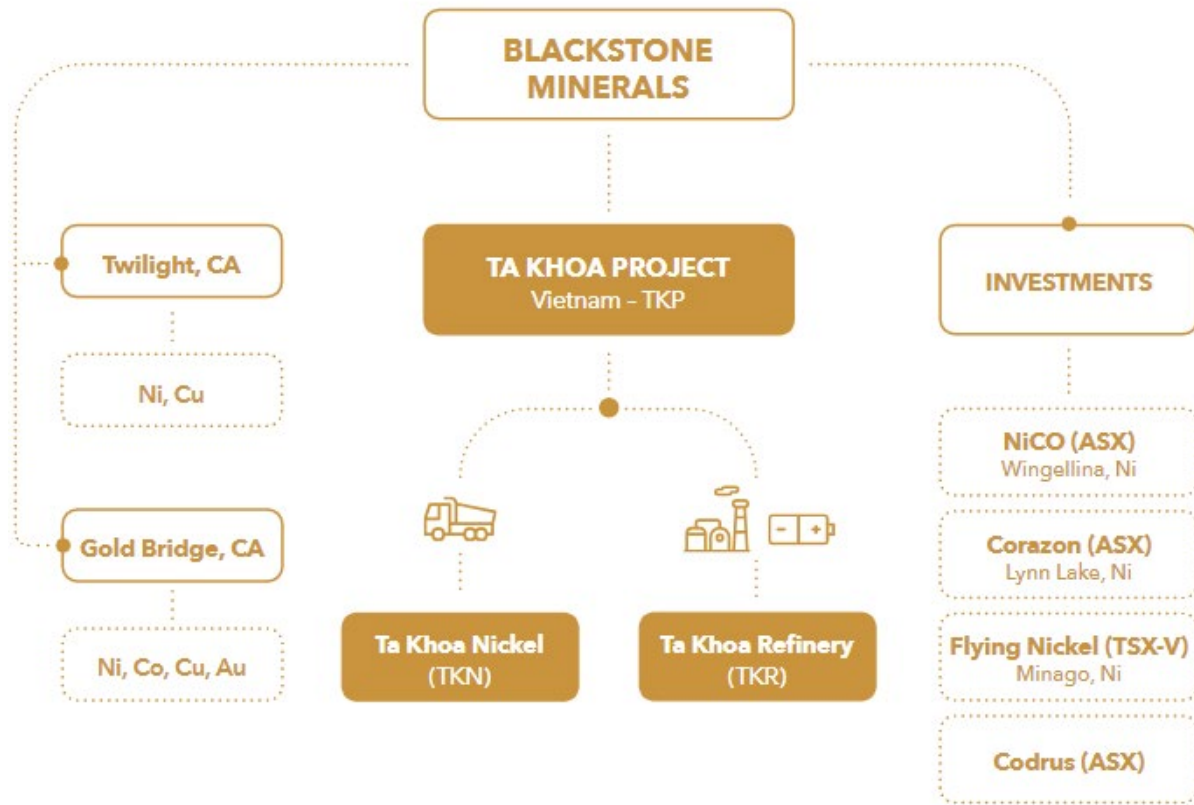 BLACKSTONE
MINERALS
Twilight, CA
Ni, Cu
Gold Bridge, CA
Ni, Co, Cu, Au
TA KHOA PROJECT
Vietnam – TKP
Ta Khoa Nickel
(TKN)
- +
Ta Khoa Refinery
(TKR)
INVESTMENTS
NiCO (ASX)
Wingellina, Ni
Corazon (ASX)
Lynn Lake, Ni
Flying Nickel (TSX-V)
Minago, Ni
Codrus (ASX)